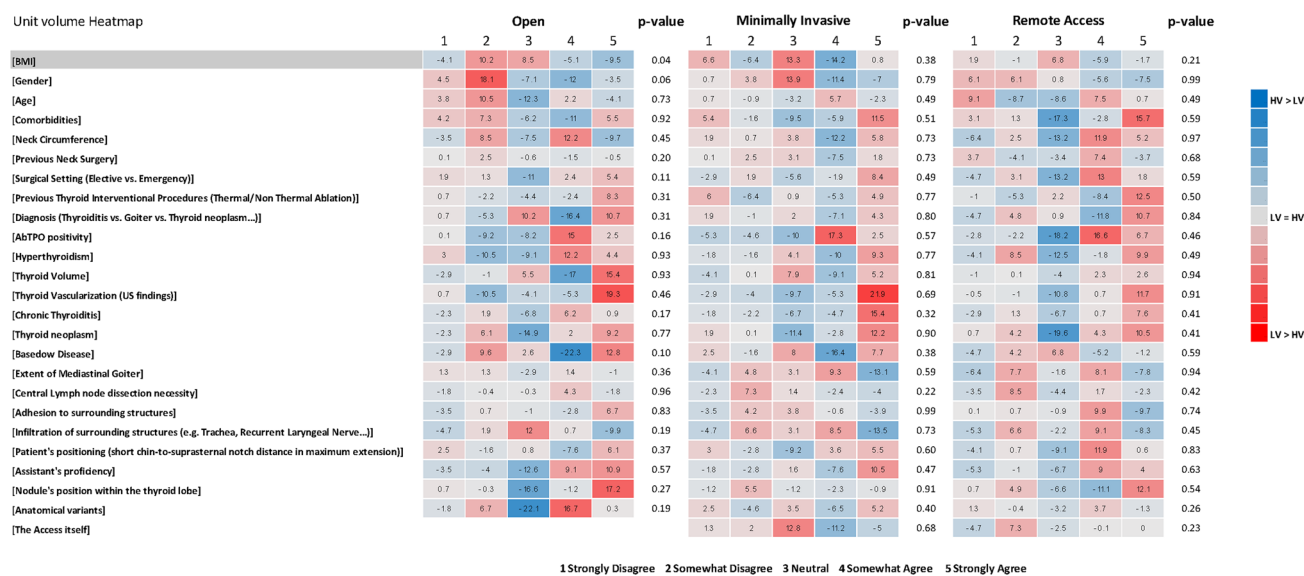 Unit volume Heatmap Open p-value Minimally Invasive p-value Remote Access p-value
1 2 3 4 5 1 2 3 4 5 1 2 3 4 5
[BMI] -4.1 10.2 8.5 -5.1 -9.5 0.04 6.6 -6.4 13.3 -14.2 0.8 0.38 1.9 -1 6.8 -5.9 -1.7 0.21
[Gender] 4.5 18.1 -7.1 -12 -3.5 0.06 0.7 3.8 13.9 -11.4 -7 0.79 6.1 6.1 0.8 -5.6 -7.5 0.99
[Age] 3.8 10.5 -12.3 2.2 -4.1 0.73 0.7 -0.9 -3.2 5.7 -2.3 0.49 9.1 -8.7 -8.6 7.5 0.7 0.49
HV > LV
[Comorbidities] 4.2 7.3 -6.2 -11 5.5 0.92 5.4 -1.6 -9.5 -5.9 11.5 0.51 3.1 1.3 -17.3 -2.8 15.7 0.59
[Neck Circumference] -3.5 8.5 -7.5 12.2 -9.7 0.45 1.9 0.7 3.8 -12.2 5.8 0.73 -6.4 2.5 -13.2 11.9 5.2 0.97
[Previous Neck Surgery] 0.1 2.5 -0.6 -1.5 -0.5 0.20 0.1 2.5 3.1 -7.5 1.8 0.73 3.7 -4.1 -3.4 7.4 -3.7 0.68
[Surgical Setting (Elective vs. Emergency)] 1.9 1.3 -11 2.4 5.4 0.11 -2.9 1.9 -5.6 -1.9 8.4 0.49 -4.7 3.1 -13.2 13 1.8 0.59
[Previous Thyroid Interventional Procedures (Thermal/Non Thermal Ablation)] 0.7 -2.2 -4.4 -2.4 8.3 0.31 6 -6.4 0.9 -5.3 4.9 0.77 -1 -5.3 2.2 -8.4 12.5 0.50
[Diagnosis (Thyroiditis vs. Goiter vs. Thyroid neoplasm...)] 0.7 -5.3 10.2 -16.4 10.7 0.31 1.9 -1 2 -7.1 4.3 0.80 -4.7 4.8 0.9 -11.8 10.7 0.84
LV = HV
[AbTPO positivity] 0.1 -9.2 -8.2 15 2.5 0.16 -5.3 -4.6 -10 17.3 2.5 0.57 -2.8 -2.2 -18.2 16.6 6.7 0.46
[Hyperthyroidism] 3 -10.5 -9.1 12.2 4.4 0.93 -1.8 -1.6 4.1 -10 9.3 0.77 -4.1 8.5 -12.5 -1.8 9.9 0.49
[Thyroid Volume] -2.9 -1 5.5 -17 15.4 0.93 -4.1 0.1 7.9 -9.1 5.2 0.81 -1 0.1 -4 2.3 2.6 0.94
[Thyroid Vascularization (US findings)] 0.7 -10.5 -4.1 -5.3 19.3 0.46 -2.9 -4 -9.7 -5.3 21.9 0.69 -0.5 -1 -10.8 0.7 11.7 0.91
[Chronic Thyroiditis] -2.3 1.9 -6.8 6.2 0.9 0.17 -1.8 -2.2 -6.7 -4.7 15.4 0.32 -2.9 1.3 -6.7 0.7 7.6 0.41
[Thyroid neoplasm] -2.3 6.1 -14.9 2 9.2 0.77 1.9 0.1 -11.4 -2.8 12.2 0.90 0.7 4.2 -19.6 4.3 10.5 0.41
LV > HV
[Basedow Disease] -2.9 9.6 2.6 -22.3 12.8 0.10 2.5 -1.6 8 -16.4 7.7 0.38 -4.7 4.2 6.8 -5.2 -1.2 0.59
[Extent of Mediastinal Goiter] 1.3 1.3 -2.9 1.4 -1 0.36 -4.1 4.8 3.1 9.3 -13.1 0.59 -6.4 7.7 -1.6 8.1 -7.8 0.94
[Central Lymph node dissection necessity] -1.8 -0.4 -0.3 4.3 -1.8 0.96 -2.3 7.3 1.4 -2.4 -4 0.22 -3.5 8.5 -4.4 1.7 -2.3 0.42
[Adhesion to surrounding structures] -3.5 0.7 -1 -2.8 6.7 0.83 -3.5 4.2 3.8 -0.6 -3.9 0.99 0.1 0.7 -0.9 9.9 -9.7 0.74
[Infiltration of surrounding structures (e.g. Trachea, Recurrent Laryngeal Nerve...)] -4.7 1.9 12 0.7 -9.9 0.19 -4.7 6.6 3.1 8.5 -13.5 0.73 -5.3 6.6 -2.2 9.1 -8.3 0.45
[Patient's positioning (short chin-to-suprasternal notch distance in maximum extension)] 2.5 -1.6 0.8 -7.6 6.1 0.37 3 -2.8 -9.2 3.6 5.5 0.60 -4.1 0.7 -9.1 11.9 0.6 0.83
[Assistant's proficiency] -3.5 -4 -12.6 9.1 10.9 0.57 -1.8 -2.8 1.6 -7.6 10.5 0.47 -5.3 -1 -6.7 9 4 0.63
[Nodule's position within the thyroid lobe] 0.7 -0.3 -16.6 -1.2 17.2 0.27 -1.2 5.5 -1.2 -2.3 -0.9 0.91 0.7 4.9 -6.6 -11.1 12.1 0.54
[Anatomical variants] -1.8 6.7 -22.1 16.7 0.3 0.19 2.5 -4.6 3.5 -6.5 5.2 0.40 1.3 -0.4 -3.2 3.7 -1.3 0.26
[The Access itself] 1.3 2 12.8 -11.2 -5 0.68 -4.7 7.3 -2.5 -0.1 0 0.23
1 Strongly Disagree 2 Somewhat Disagree 3 Neutral 4 Somewhat Agree 5 Strongly Agree